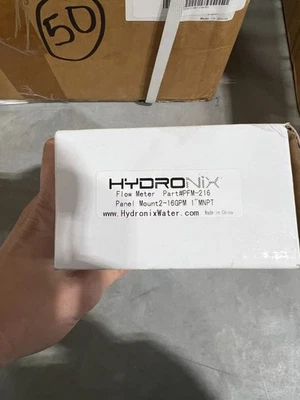 50
HYDRONIX
Flow Meter Part#PFM-216
Panel Mount2-16GPM 1"MNPT
www.HydronixWater.com Made in China